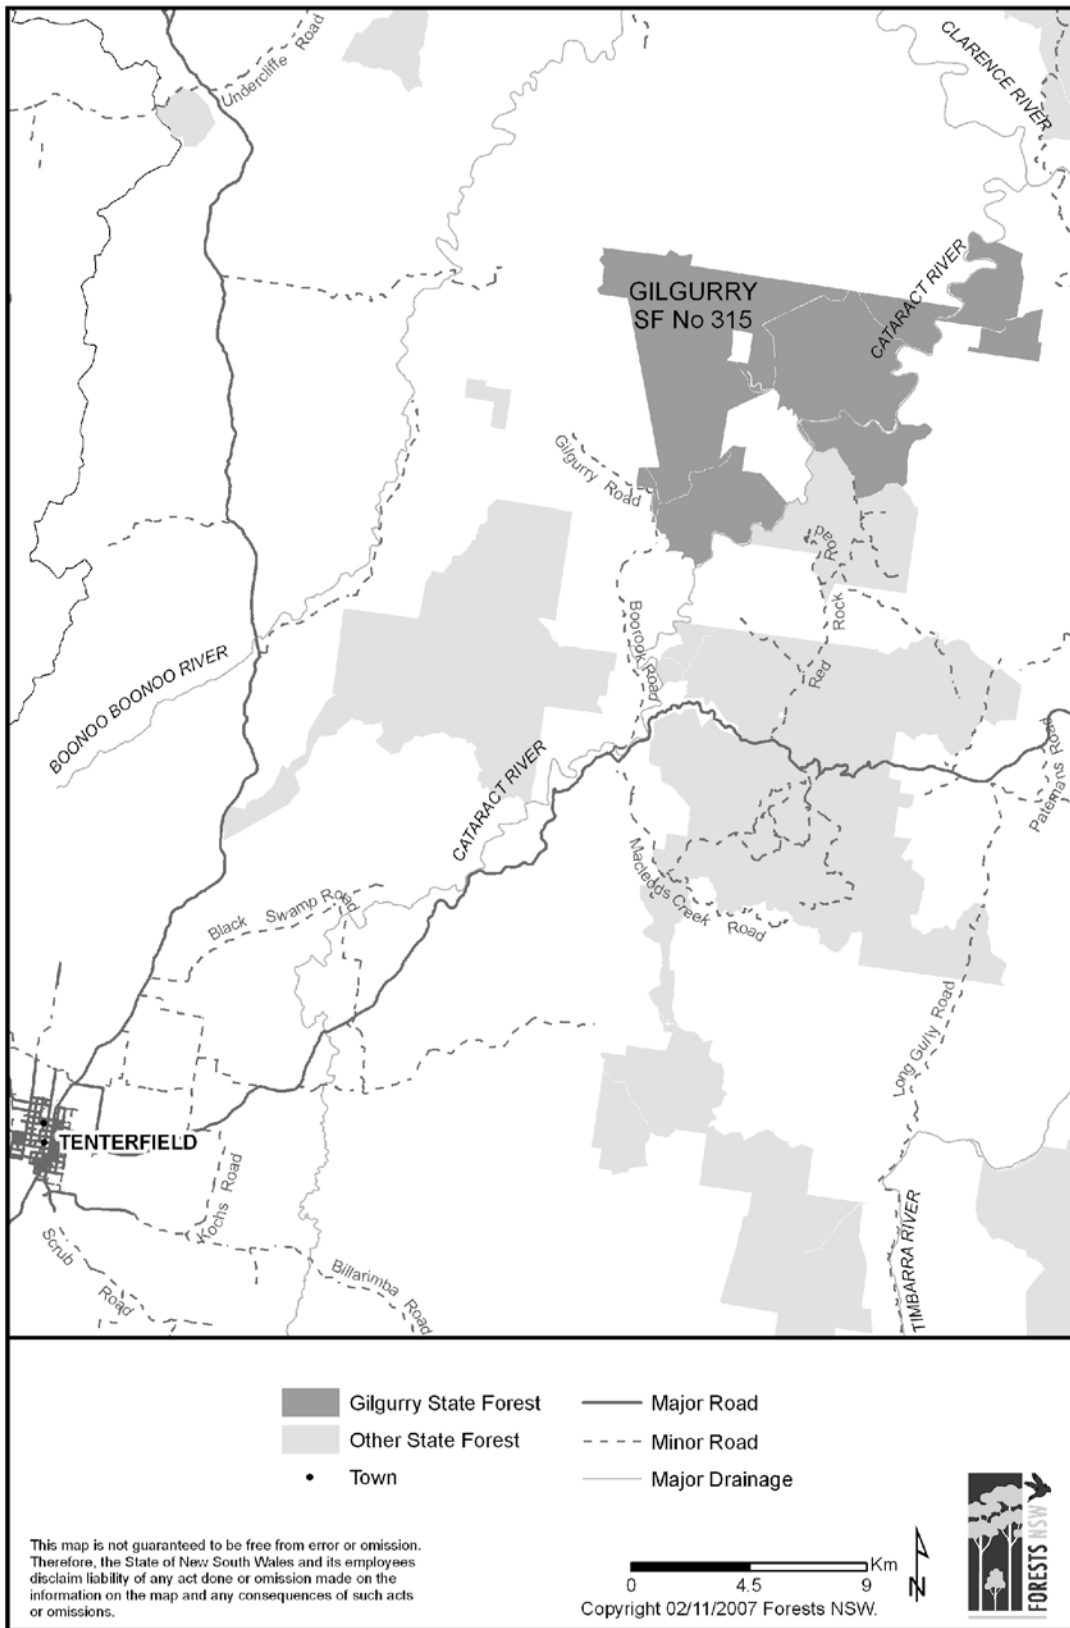 Undercliffe Road
CLARENCE RIVER
CATARACT RIVER
GILGURRY
SF No 315
Gilgurry Road
Road
Rock
Red
Boorook Road
BOONOO BOONOO RIVER
CATARACT RIVER
Patemans Road
Macleods Creek Road
Black Swamp Road
Long Gully Road
TENTERFIELD
Kochs Road
Scrub Road
Billarimba Road
TIMBARRA RIVER
Gilgurry State Forest
Other State Forest
Town
Major Road
Minor Road
Major Drainage
This map is not guaranteed to be free from error or omission.
Therefore, the State of New South Wales and its employees
disclaim liability of any act done or omission made on the
information on the map and any consequences of such acts
or omissions.
Km
0 4.5 9
Copyright 02/11/2007 Forests NSW.
N
FORESTS NSW